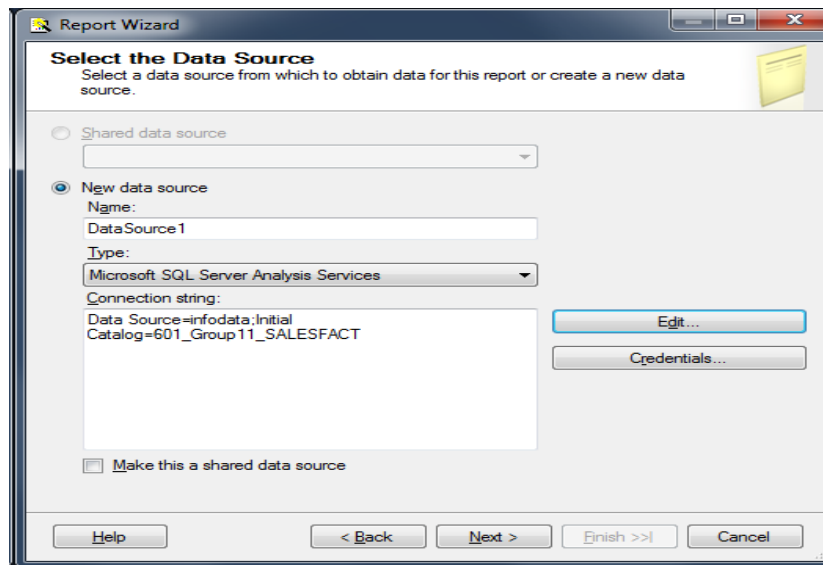 Report Wizard
Select the Data Source
Select a data source from which to obtain data for this report or create a new data
source.
Shared data source
New data source
Name:
DataSource1
Type:
Microsoft SQL Server Analysis Services
Connection string:
Data Source=infodata;Initial
Catalog=601_Group11_SALESFACT
Edit...
Credentials...
Make this a shared data source
Help
< Back
Next >
Finish >>|
Cancel